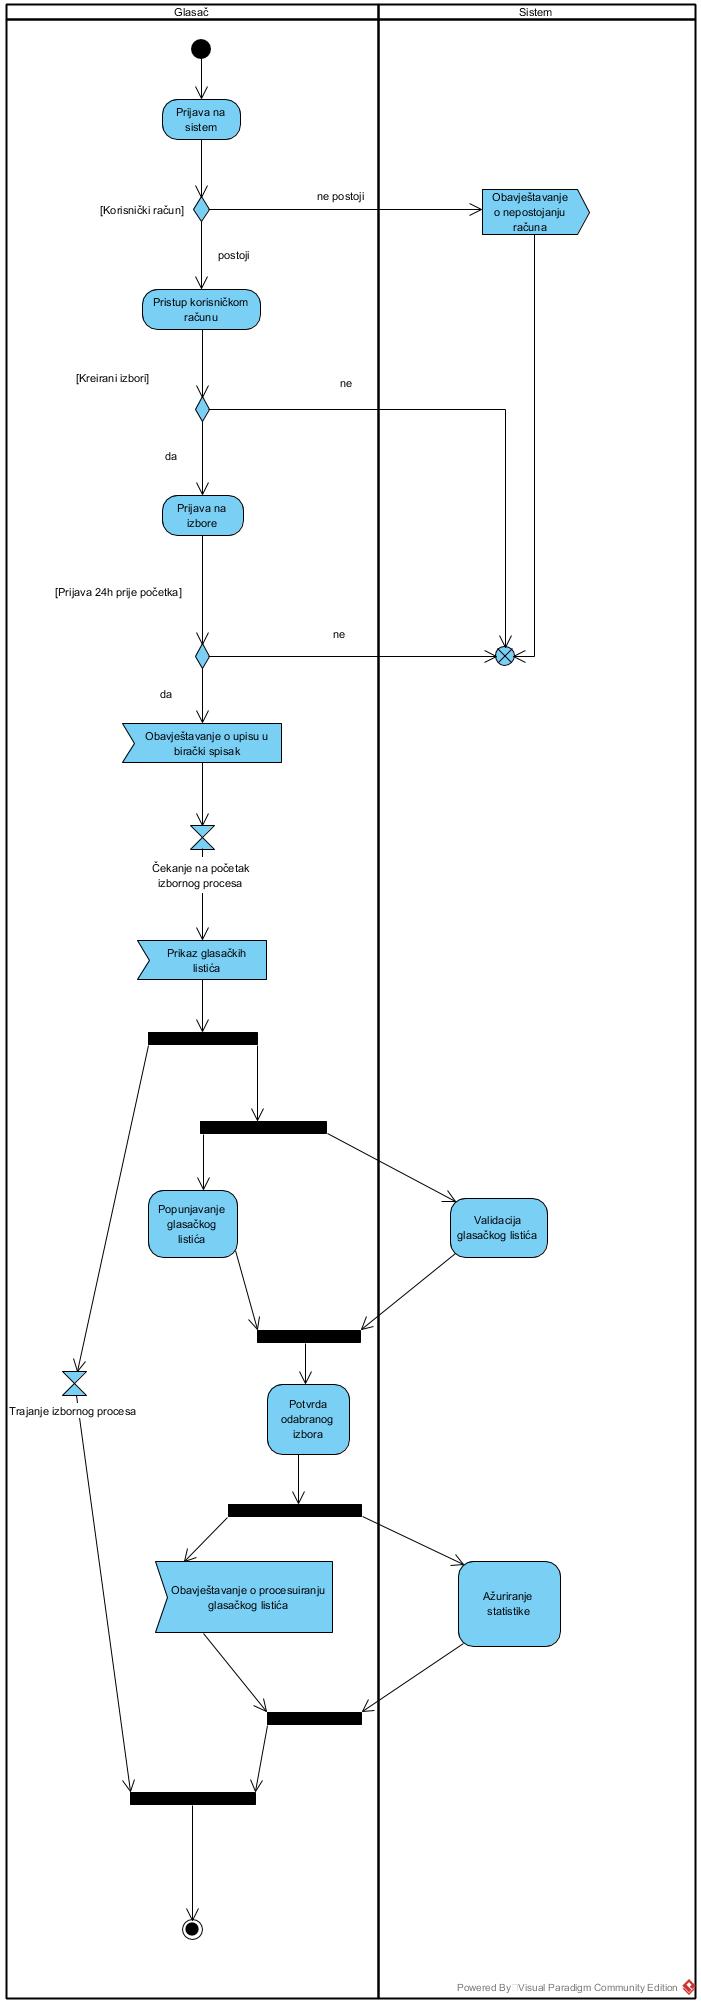 Glasač
Sistem
Prijava na
sistem
[Korisnički račun]
ne postoji
Obavještavanje
o nepostojanju
računa
postoji
Pristup korisničkom
računu
[Kreirani izbori]
ne
da
Prijava na
izbore
[Prijava 24h prije početka]
ne
da
Obavještavanje o upisu u
birački spisak
Čekanje na početak
izbornog procesa
Prikaz glasačkih
listića
Popunjavanje
glasačkog
listića
Validacija
glasačkog listića
Trajanje izbornog procesa
Potvrda
odabranog
izbora
Obavještavanje o procesuiranju
glasačkog listića
Ažuriranje
statistike
Powered By Visual Paradigm Community Edition